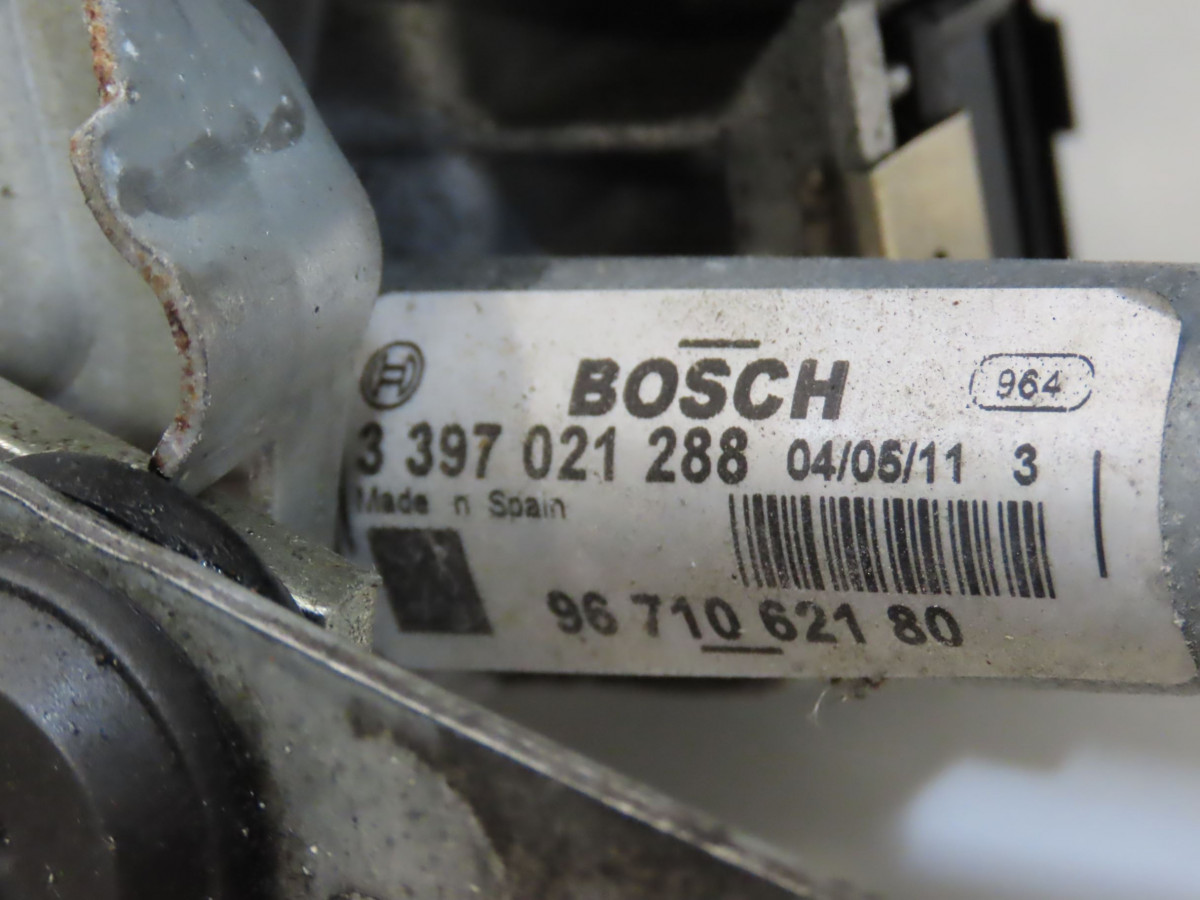 BOSCH 964
3 397 021 288 04/05/11 3
Made n Spain
96 710 621 80